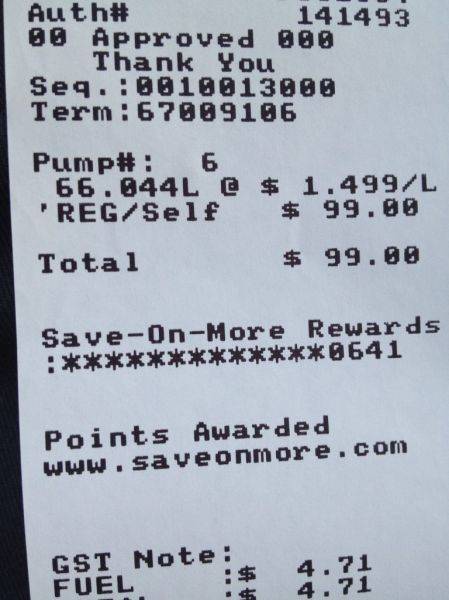 Auth# 141493
00 Approved 000
Thank You
Seq.:0010013000
Term:67009106
Pump#: 6
66.044L @ $ 1.499/L
'REG/Self $ 99.00
Total $ 99.00
Save-On-More Rewards
:*************0641
Points Awarded
www.saveonmore.com
GST Note:
FUEL :$ 4.71
:$ 4.71